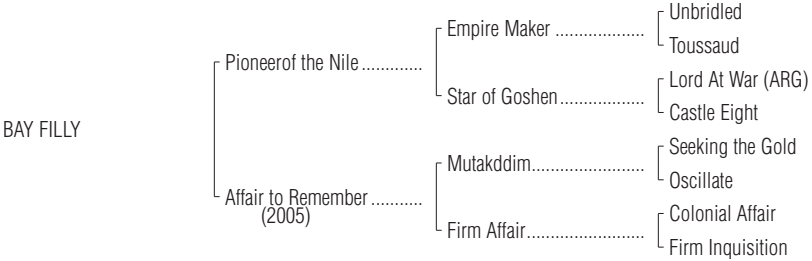 Unbridled
Empire Maker ...................
Toussaud
Pioneerof the Nile .............
Lord At War (ARG)
Star of Goshen ..................
Castle Eight
BAY FILLY
Seeking the Gold
Mutakddim ........................
Oscillate
Affair to Remember ...........
(2005)
Colonial Affair
Firm Affair .........................
Firm Inquisition